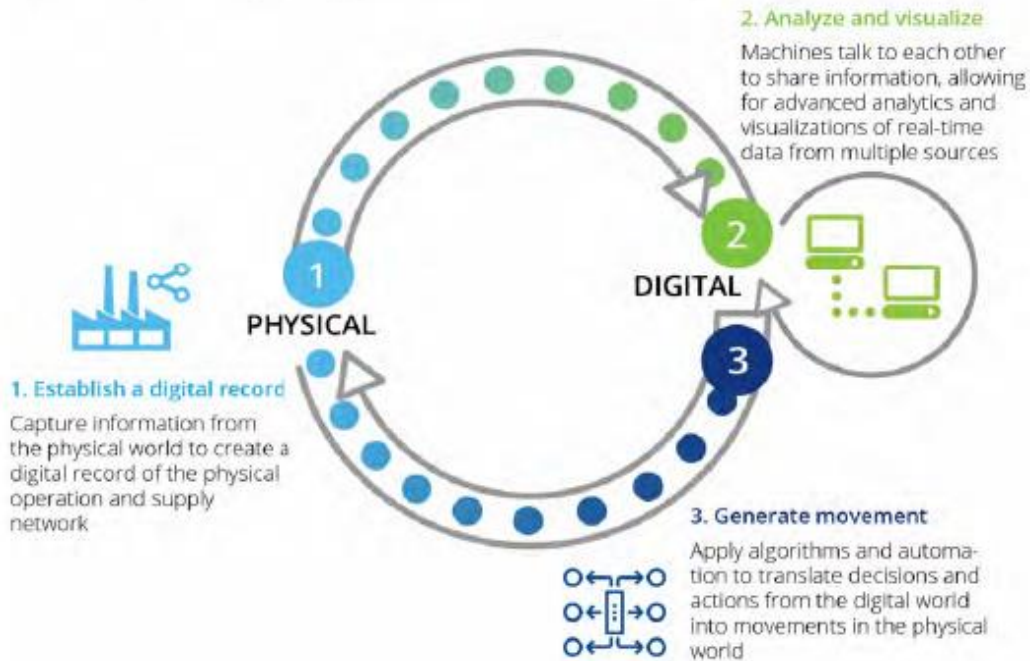 2. Analyze and visualize
Machines talk to each other
to share information, allowing
for advanced analytics and
visualizations of real-time
data from multiple sources
2
1
DIGITAL
PHYSICAL
3
1. Establish a digital record
Capture information from
the physical world to create a
digital record of the physical
operation and supply
network
3. Generate movement
Apply algorithms and automa-
tion to translate decisions and
actions from the digital world
into movements in the physical
world